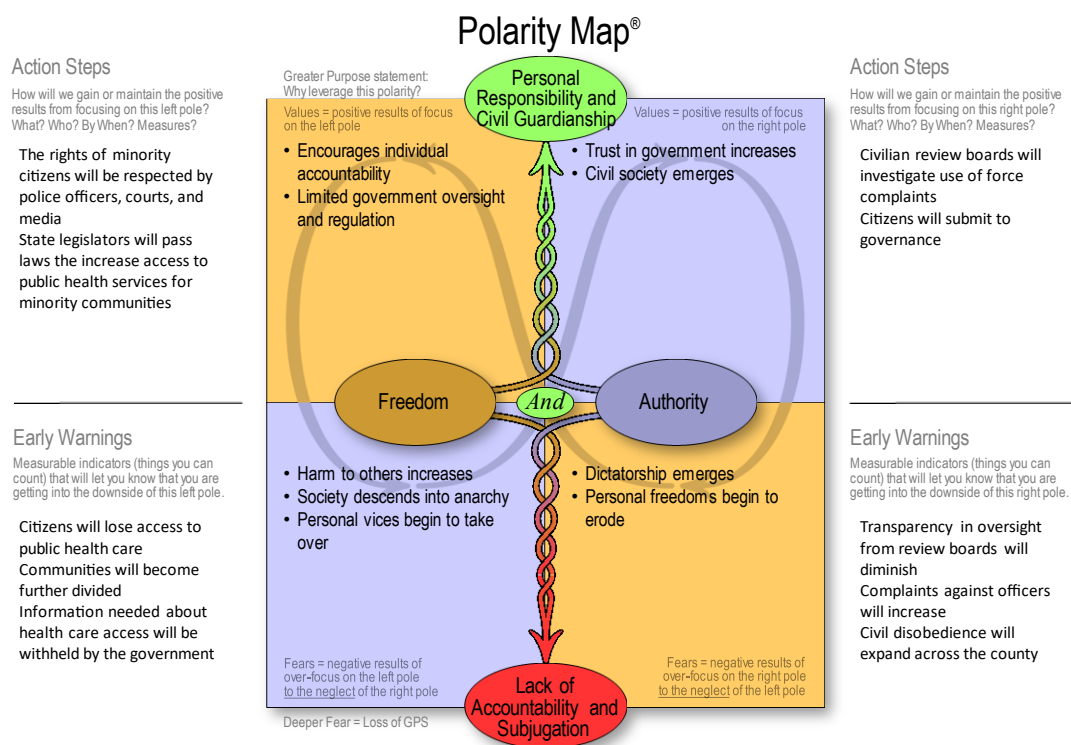 Polarity Map®
Action Steps
How will we gain or maintain the positive
results from focusing on this left pole?
What? Who? By When? Measures?
The rights of minority
citizens will be respected by
police officers, courts, and
media
State legislators will pass
laws the increase access to
public health services for
minority communities
Early Warnings
Measurable indicators (things you can
count) that will let you know that you are
getting into the downside of this left pole.
Citizens will lose access to
public health care
Communities will become
further divided
Information needed about
health care access will be
withheld by the government
Greater Purpose statement:
Why leverage this polarity?
Personal
Responsibility and
Civil Guardianship
Values = positive results of focus
on the left pole
• Encourages individual
accountability
• Limited government oversight
and regulation
Values = positive results of focus
on the right pole
• Trust in government increases
• Civil society emerges
Freedom
And
Authority
• Harm to others increases
• Society descends into anarchy
• Personal vices begin to take
over
• Dictatorship emerges
• Personal freedoms begin to
erode
Fears = negative results of
over-focus on the left pole
to the neglect of the right pole
Fears = negative results of
over-focus on the right pole
to the neglect of the left pole
Lack of
Accountability and
Subjugation
Deeper Fear = Loss of GPS
Action Steps
How will we gain or maintain the positive
results from focusing on this right pole?
What? Who? By When? Measures?
Civilian review boards will
investigate use of force
complaints
Citizens will submit to
governance
Early Warnings
Measurable indicators (things you can
count) that will let you know that you are
getting into the downside of this right pole.
Transparency in oversight
from review boards will
diminish
Complaints against officers
will increase
Civil disobedience will
expand across the county